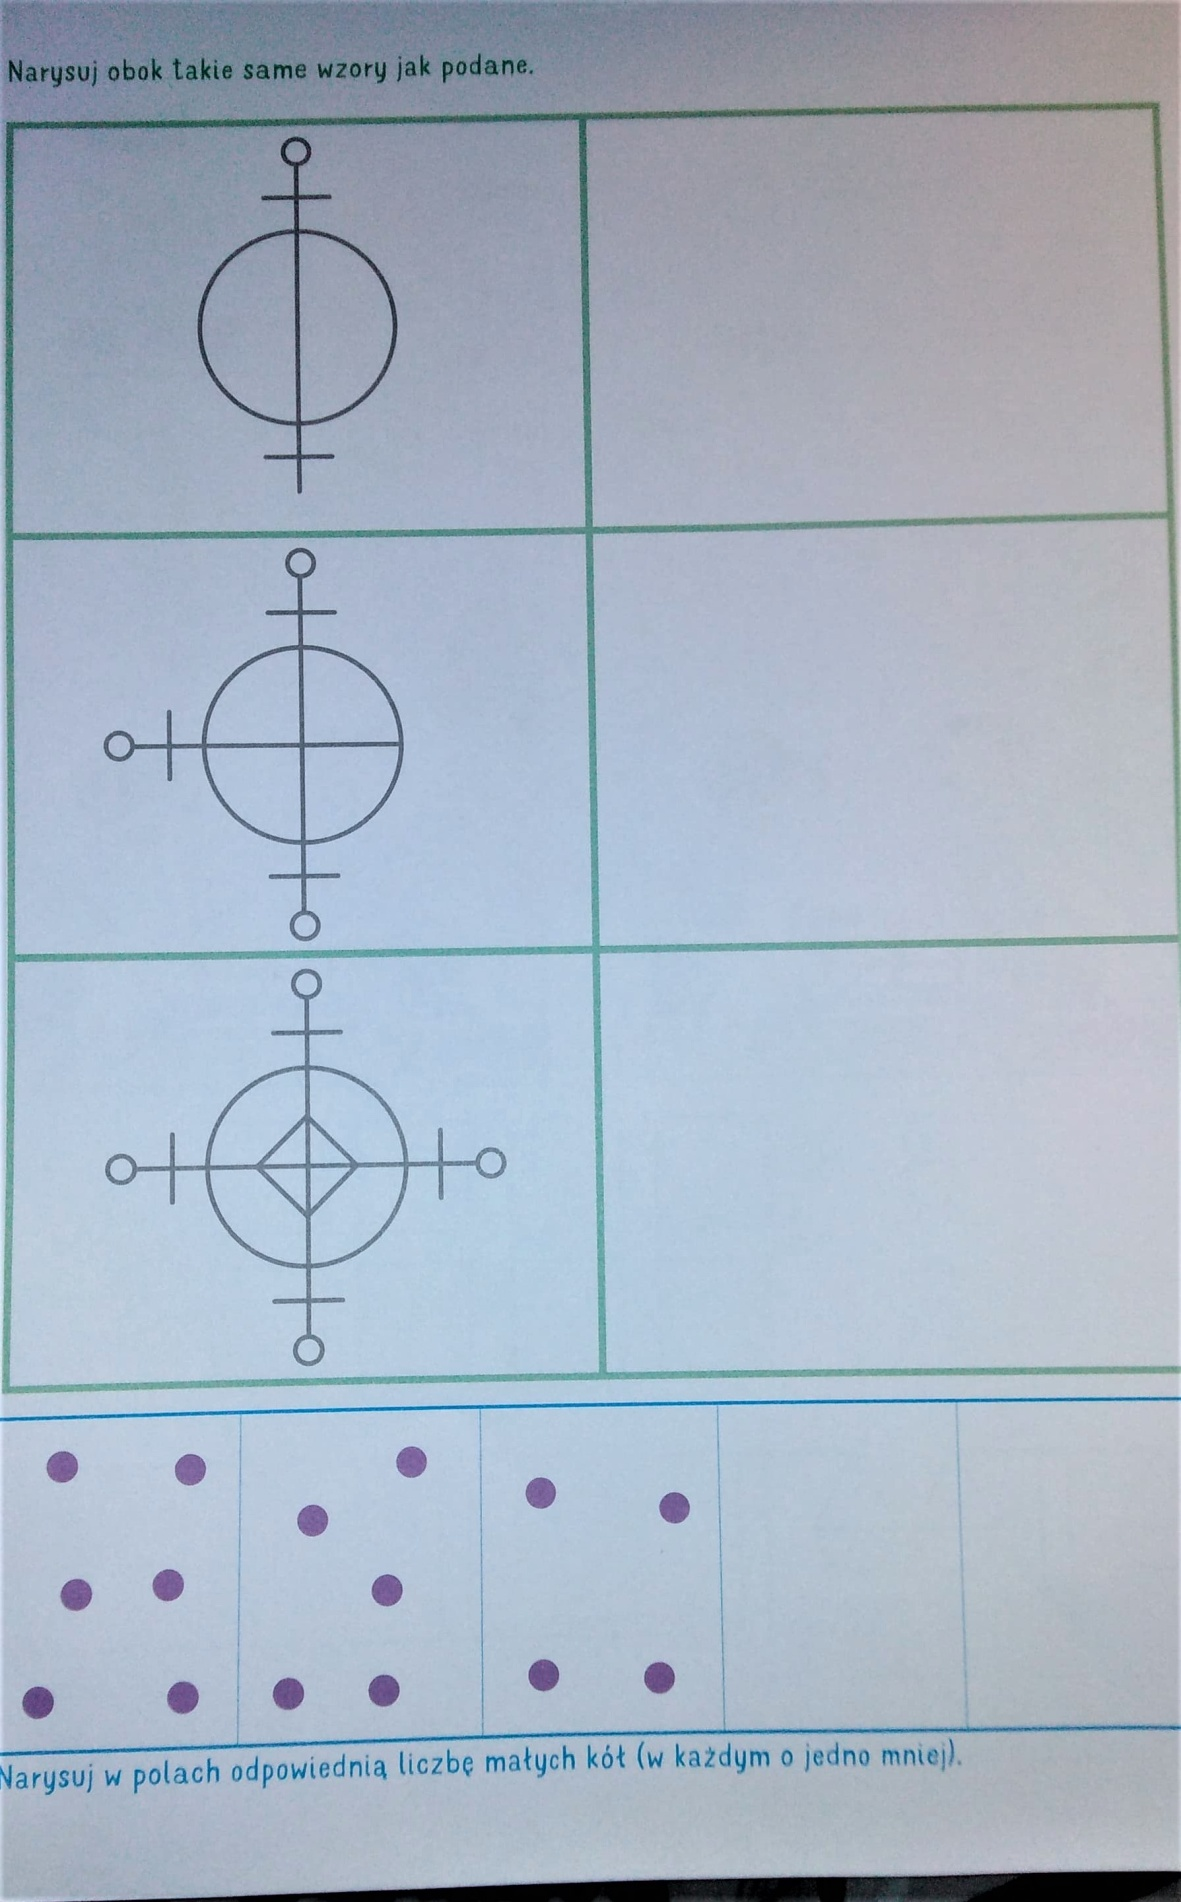 Narysuj obok takie same wzory jak podane.
Narysuj w polach odpowiednią liczbę małych kół (w każdym o jedno mniej).